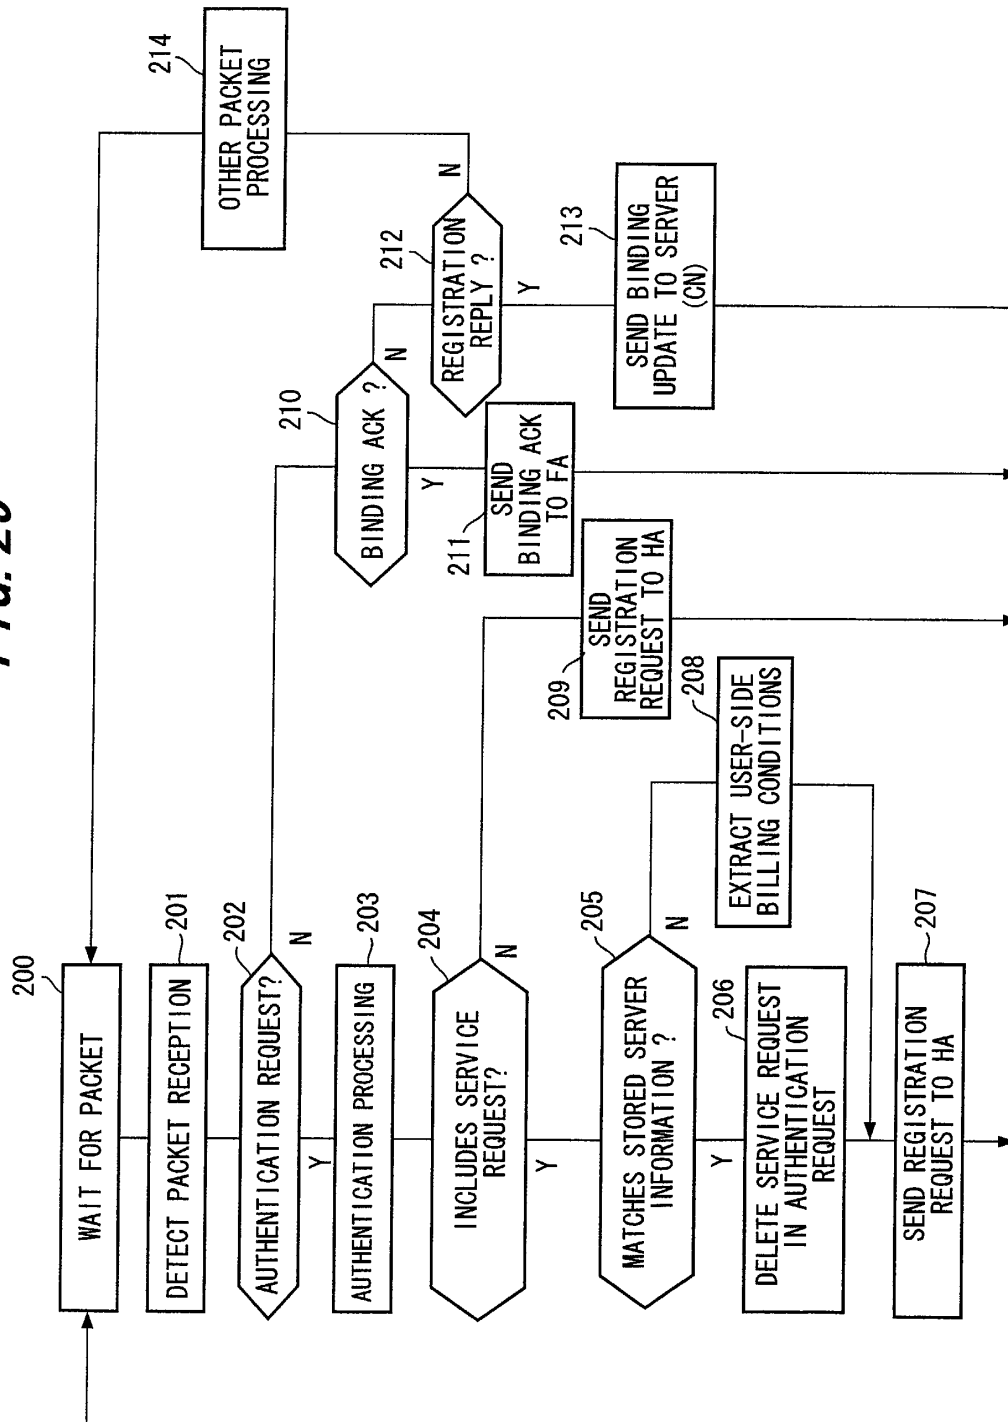 200
WAIT FOR PACKET
201
DETECT PACKET RECEPTION
202
AUTHENTICATION REQUEST?
N
Y
203
AUTHENTICATION PROCESSING
204
INCLUDES SERVICE
REQUEST?
N
Y
205
MATCHES STORED SERVER
INFORMATION ?
N
Y
206
DELETE SERVICE REQUEST
IN AUTHENTICATION
REQUEST
207
SEND REGISTRATION
REQUEST TO HA
208
EXTRACT USER-SIDE
BILLING CONDITIONS
209
SEND
REGISTRATION
REQUEST TO HA
210
BINDING ACK ?
N
Y
211
SEND
BINDING ACK
TO FA
212
REGISTRATION
REPLY ?
N
Y
213
SEND BINDING
UPDATE TO SERVER
(CN)
214
OTHER PACKET
PROCESSING